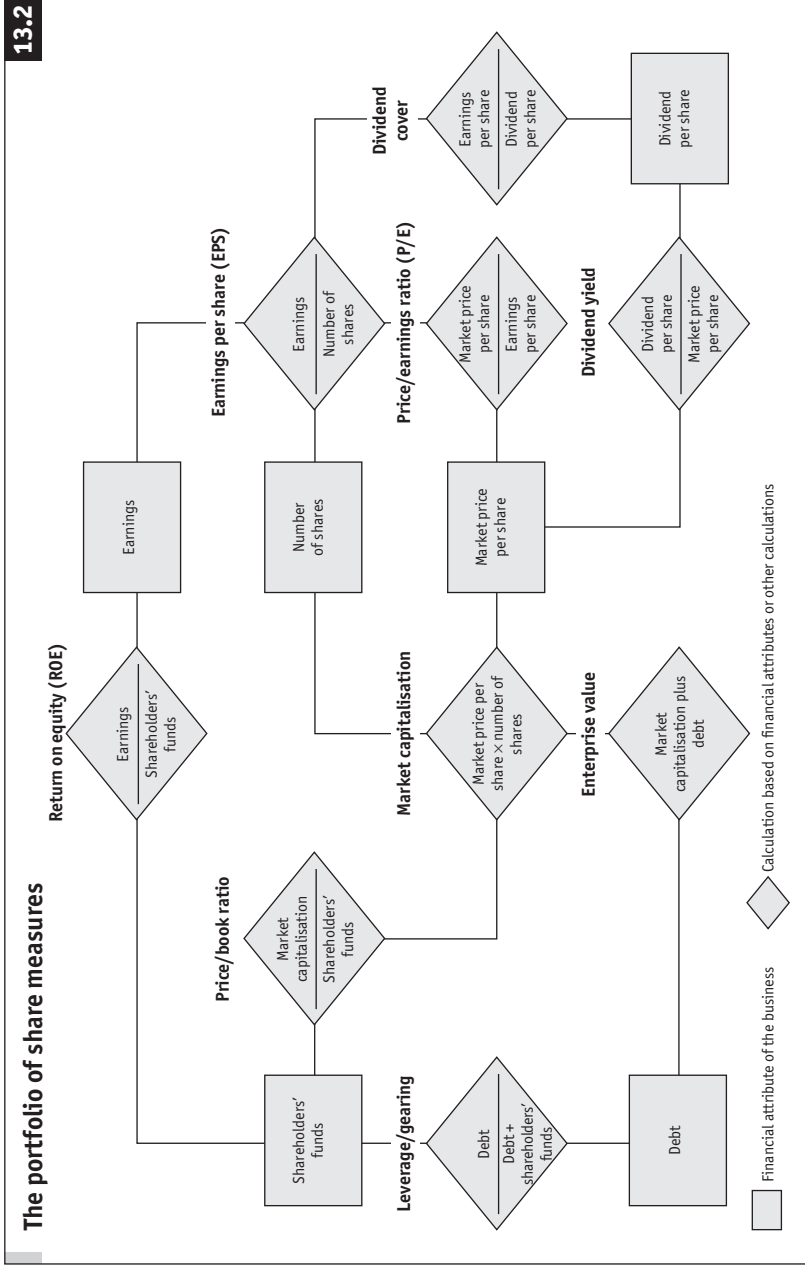 13.2
The portfolio of share measures
Return on equity (ROE)
Earnings
Shareholders'
funds
Earnings
Earnings per share (EPS)
Price/book ratio
Shareholders'
funds
Market
capitalisation
Shareholders'
funds
Number
of shares
Earnings
Number of
shares
Dividend
cover
Leverage/gearing
Market capitalisation
Price/earnings ratio (P/E)
Debt
Debt +
shareholders'
funds
Market price per
share × number of
shares
Market price
per share
Market price
per share
Earnings
per share
Earnings
per share
Dividend
per share
Enterprise value
Dividend yield
Debt
Market
capitalisation plus
debt
Dividend
per share
Market price
per share
Dividend
per share
Financial attribute of the business
Calculation based on financial attributes or other calculations